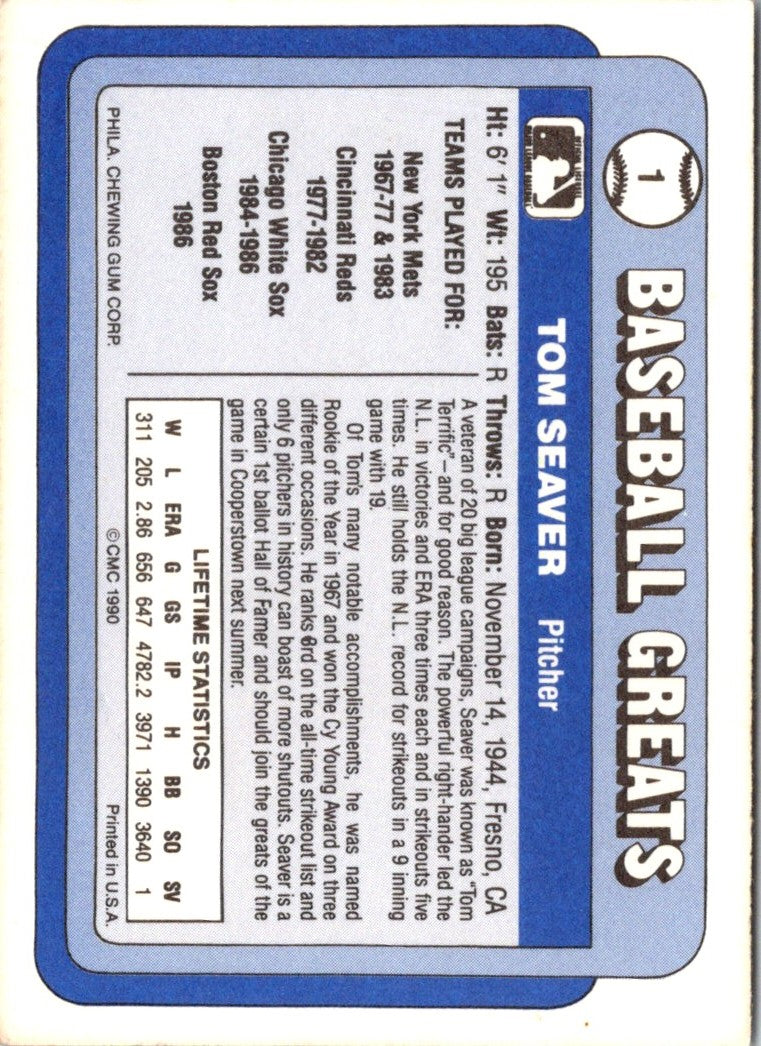 1
BASEBALL GREATS
TOM SEAVER Pitcher
Ht: 6' 1" Wt: 195 Bats: R Throws: R Born: November 14, 1944, Fresno, CA
TEAMS PLAYED FOR:
New York Mets
1967-77 & 1983
Cincinnati Reds
1977-1982
Chicago White Sox
1984-1986
Boston Red Sox
1986
A veteran of 20 big league campaigns, Seaver was known as "Tom
Terrific"—and for good reason. The powerful right-hander led the
N.L. in victories and ERA three times each and in strikeouts five
times. He still holds the N.L. record for strikeouts in a 9 inning
game with 19.
Of Tom's many notable accomplishments, he was named
Rookie of the Year in 1967 and won the Cy Young Award on three
different occasions. He ranks 3rd on the all-time strikeout list and
only 6 pitchers in history can boast of more shutouts. Seaver is a
certain 1st ballot Hall of Famer and should join the greats of the
game in Cooperstown next summer.
LIFETIME STATISTICS
W L ERA G GS IP H BB SO SV
311 205 2.86 656 647 4782.2 3971 1390 3640 1
PHILA. CHEWING GUM CORP. ©CMC 1990 Printed in U.S.A.